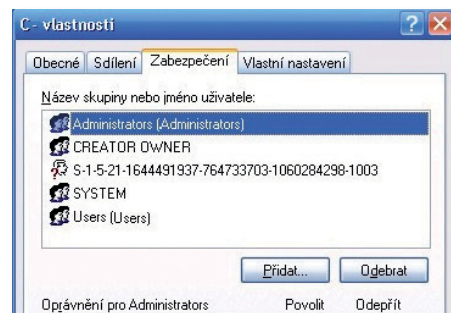 C - vlastnosti
Obecné Sdílení Zabezpečení Vlastní nastavení
Název skupiny nebo jméno uživatele:
Administrators (Administrators)
CREATOR OWNER
S-1-5-21-1644491937-764733703-1060284298-1003
SYSTEM
Users (Users)
Přidat... Odebrat
Oprávnění pro Administrators Povolit Odepřít